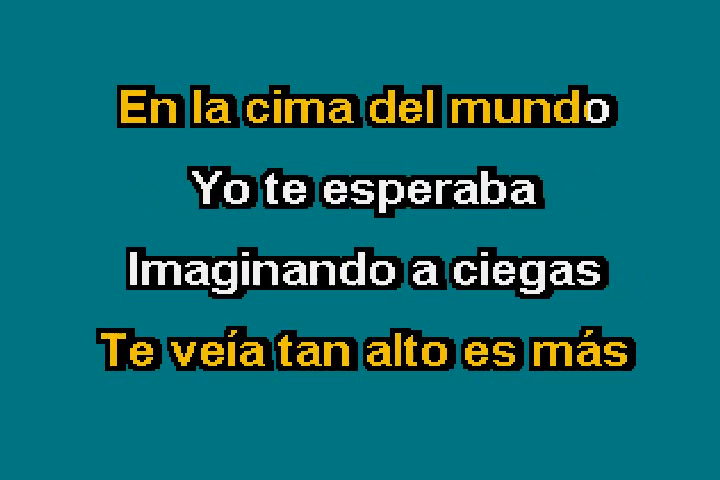 En la cima del mundo
Yo te esperaba
Imaginando a ciegas
Te veía tan alto es más